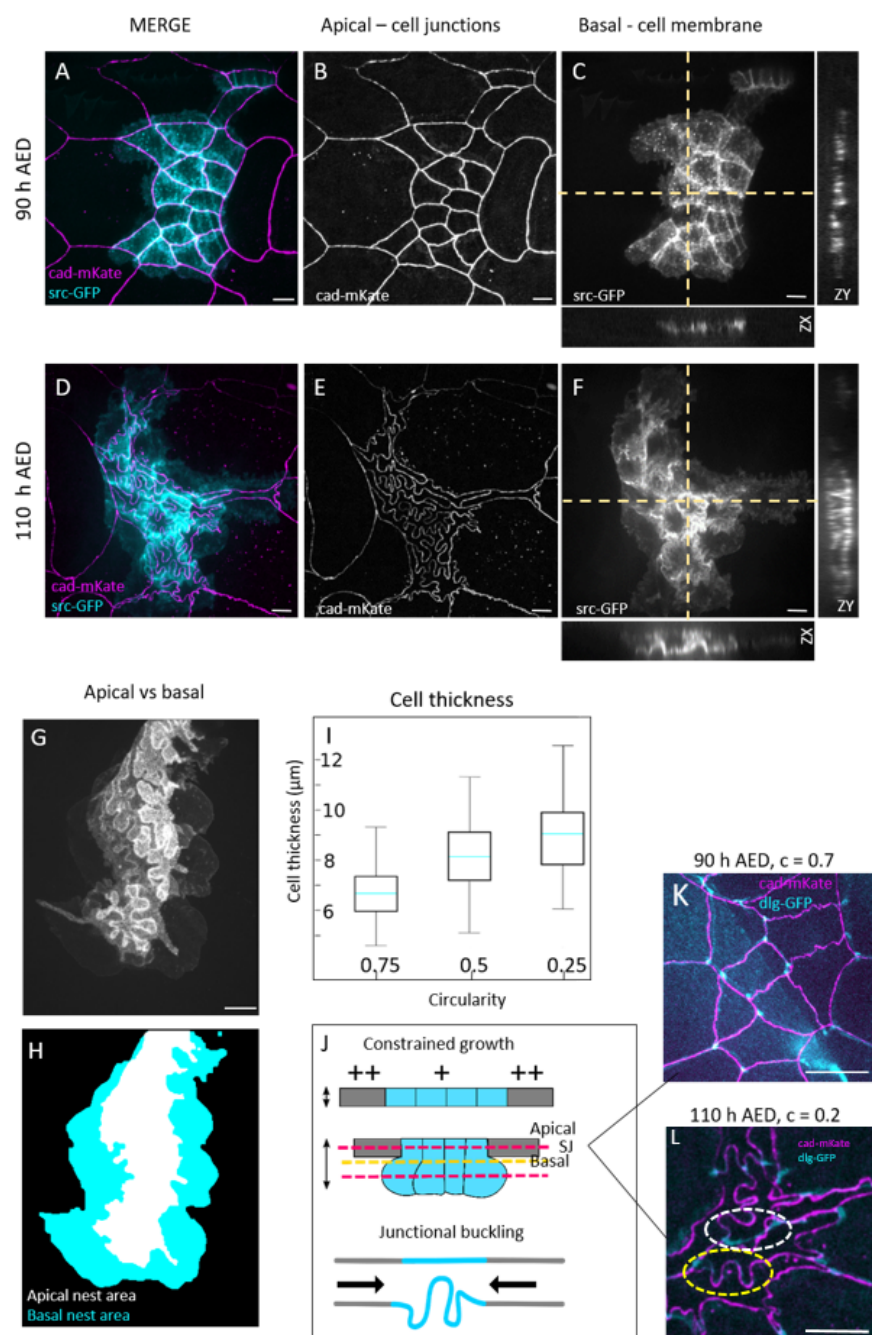 MERGE
Apical – cell junctions
Basal - cell membrane
90 h AED
A
cad-mKate
src-GFP
B
cad-mKate
C
src-GFP
ZY
ZX
110 h AED
D
cad-mKate
src-GFP
E
cad-mKate
F
src-GFP
ZY
ZX
Apical vs basal
G
H
Apical nest area
Basal nest area
Cell thickness
I
Cell thickness (µm)
12
10
8
6
0.75 0.5 0.25
Circularity
J
Constrained growth
++ + ++
Apical
SJ
Basal
Junctional buckling
90 h AED, c = 0.7
K
cad-mKate
dlg-GFP
110 h AED, c = 0.2
L
cad-mKate
dlg-GFP